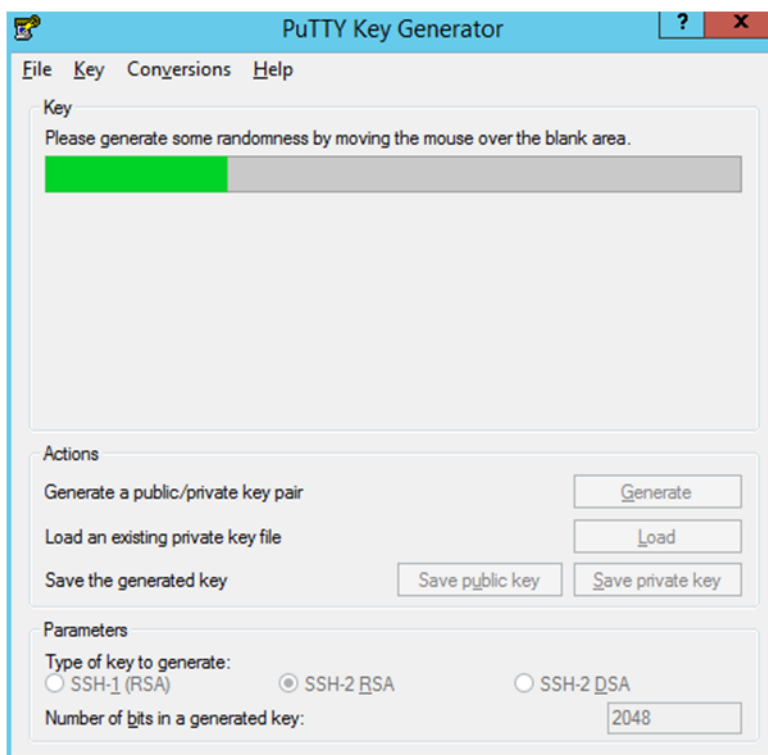 PuTTY Key Generator ? x
File Key Conversions Help
Key
Please generate some randomness by moving the mouse over the blank area.
Actions
Generate a public/private key pair Generate
Load an existing private key file Load
Save the generated key Save public key Save private key
Parameters
Type of key to generate:
SSH-1 (RSA) SSH-2 RSA SSH-2 DSA
Number of bits in a generated key: 2048